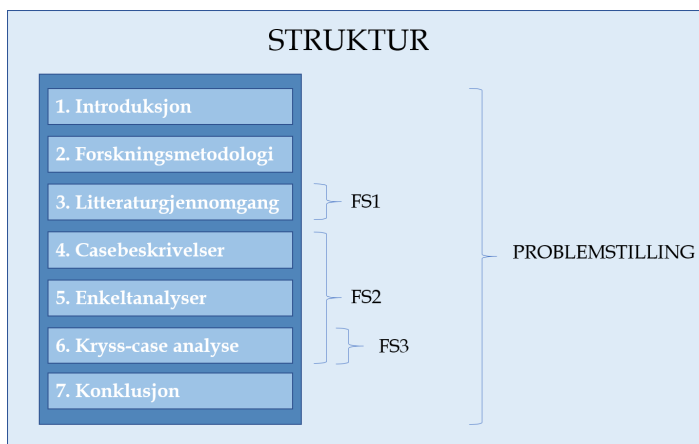 STRUKTUR
1. Introduksjon
2. Forskningsmetodologi
3. Litteraturgjennomgang
FS1
4. Casebeskrivelser
PROBLEMSTILLING
5. Enkeltanalyser
FS2
6. Kryss-case analyse
FS3
7. Konklusjon